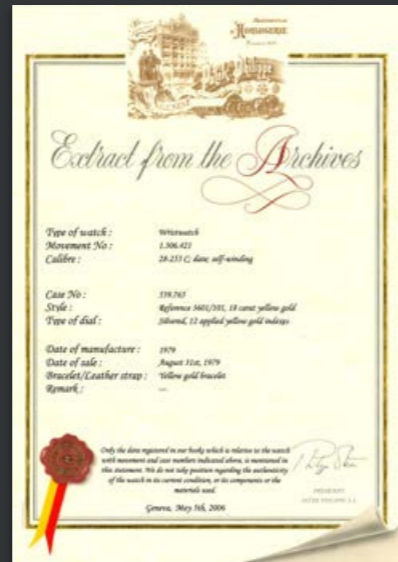 Horlogerie
Patek Philippe
Extract from the Archives
Type of watch : Wristwatch
Movement No : 1.306.421
Calibre : 28-255 C; date, self-winding
Case No : 539.763
Style : Reference 3601/101, 18 carat yellow gold
Type of dial : Silvered, 12 applied yellow gold indexes
Date of manufacture : 1979
Date of sale : August 31st, 1979
Bracelet/Leather strap : Yellow gold bracelet
Remark : ---
Only the data registered in our books which is relative to the watch
with movement and case numbers indicated above, is mentioned in
this statement. We do not take position regarding the authenticity
of the watch in its current condition, or its components or the
materials used.
PRESIDENT
PATEK PHILIPPE S.A.
Geneva, May 5th, 2006